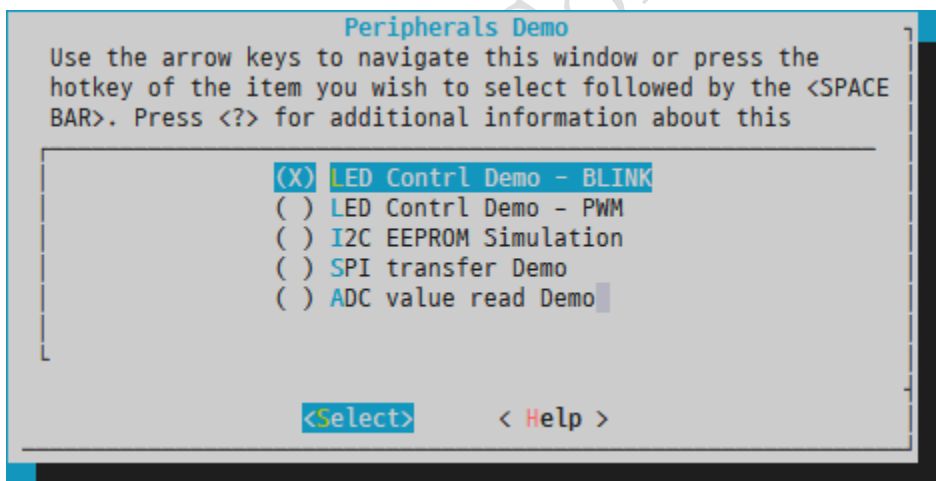 Peripherals Demo
Use the arrow keys to navigate this window or press the
hotkey of the item you wish to select followed by the <SPACE
BAR>. Press <?> for additional information about this
(X) LED Contrl Demo – BLINK
( ) LED Contrl Demo – PWM
( ) I2C EEPROM Simulation
( ) SPI transfer Demo
( ) ADC value read Demo
<Select> < Help >